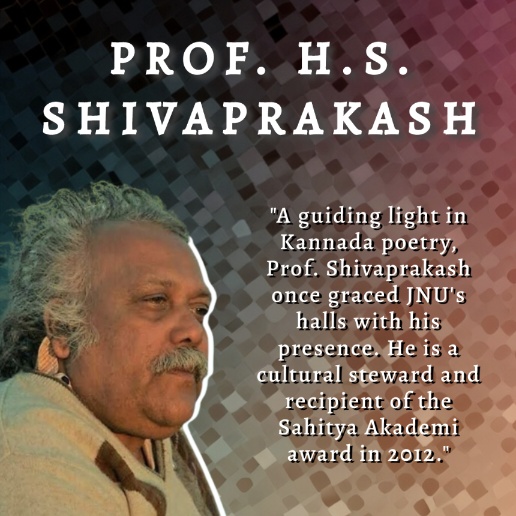 PROF. H.S.
SHIVAPRAKASH
"A guiding light in
Kannada poetry,
Prof. Shivaprakash
once graced JNU's
halls with his
presence. He is a
cultural steward and
recipient of the
Sahitya Akademi
award in 2012."